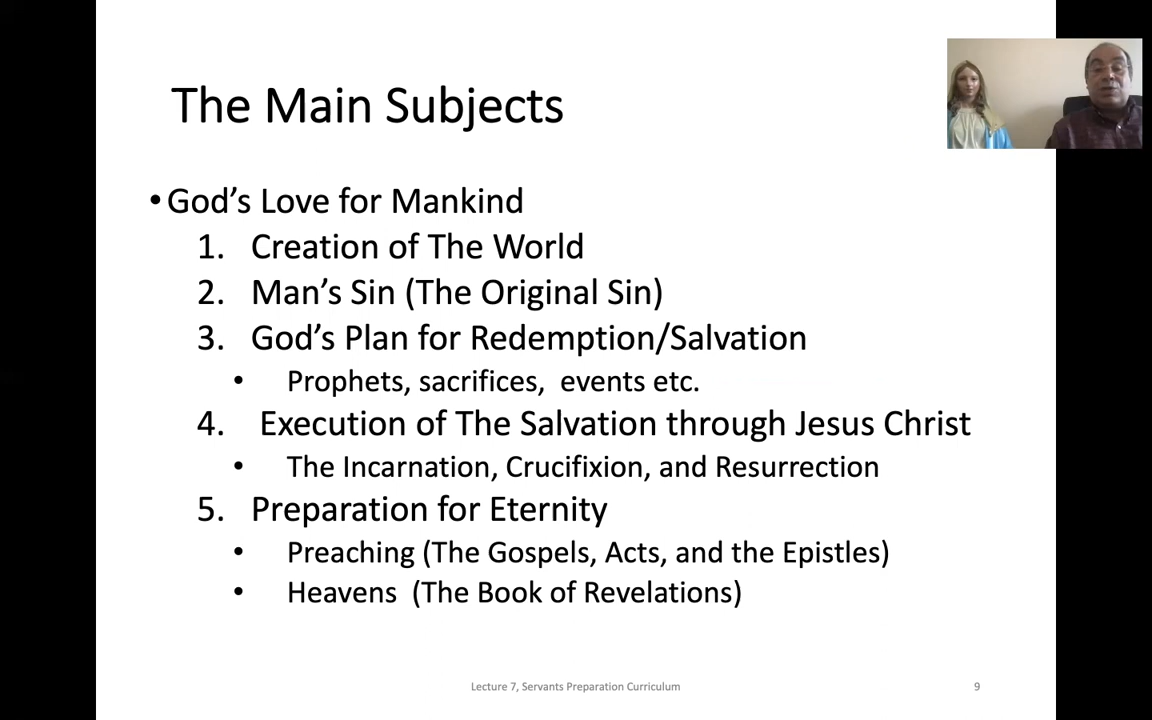 The Main Subjects
• God’s Love for Mankind
1. Creation of The World
2. Man’s Sin (The Original Sin)
3. God’s Plan for Redemption/Salvation
• Prophets, sacrifices, events etc.
4. Execution of The Salvation through Jesus Christ
• The Incarnation, Crucifixion, and Resurrection
5. Preparation for Eternity
• Preaching (The Gospels, Acts, and the Epistles)
• Heavens (The Book of Revelations)
Lecture 7, Servants Preparation Curriculum
9